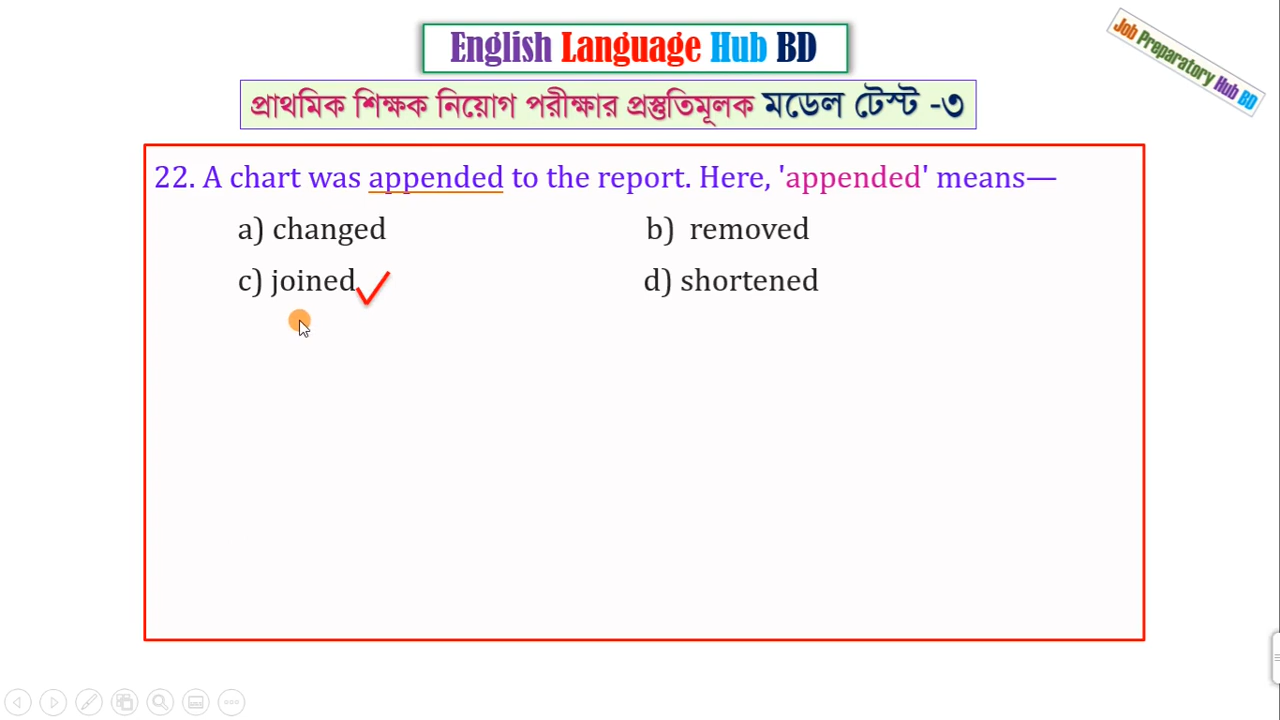 English Language Hub BD
Job Preparatory Hub BD
প্রাথমিক শিক্ষক নিয়োগ পরীক্ষার প্রস্তুতিমূলক মডেল টেস্ট -৩
22. A chart was appended to the report. Here, 'appended' means—
a) changed b) removed
c) joined d) shortened